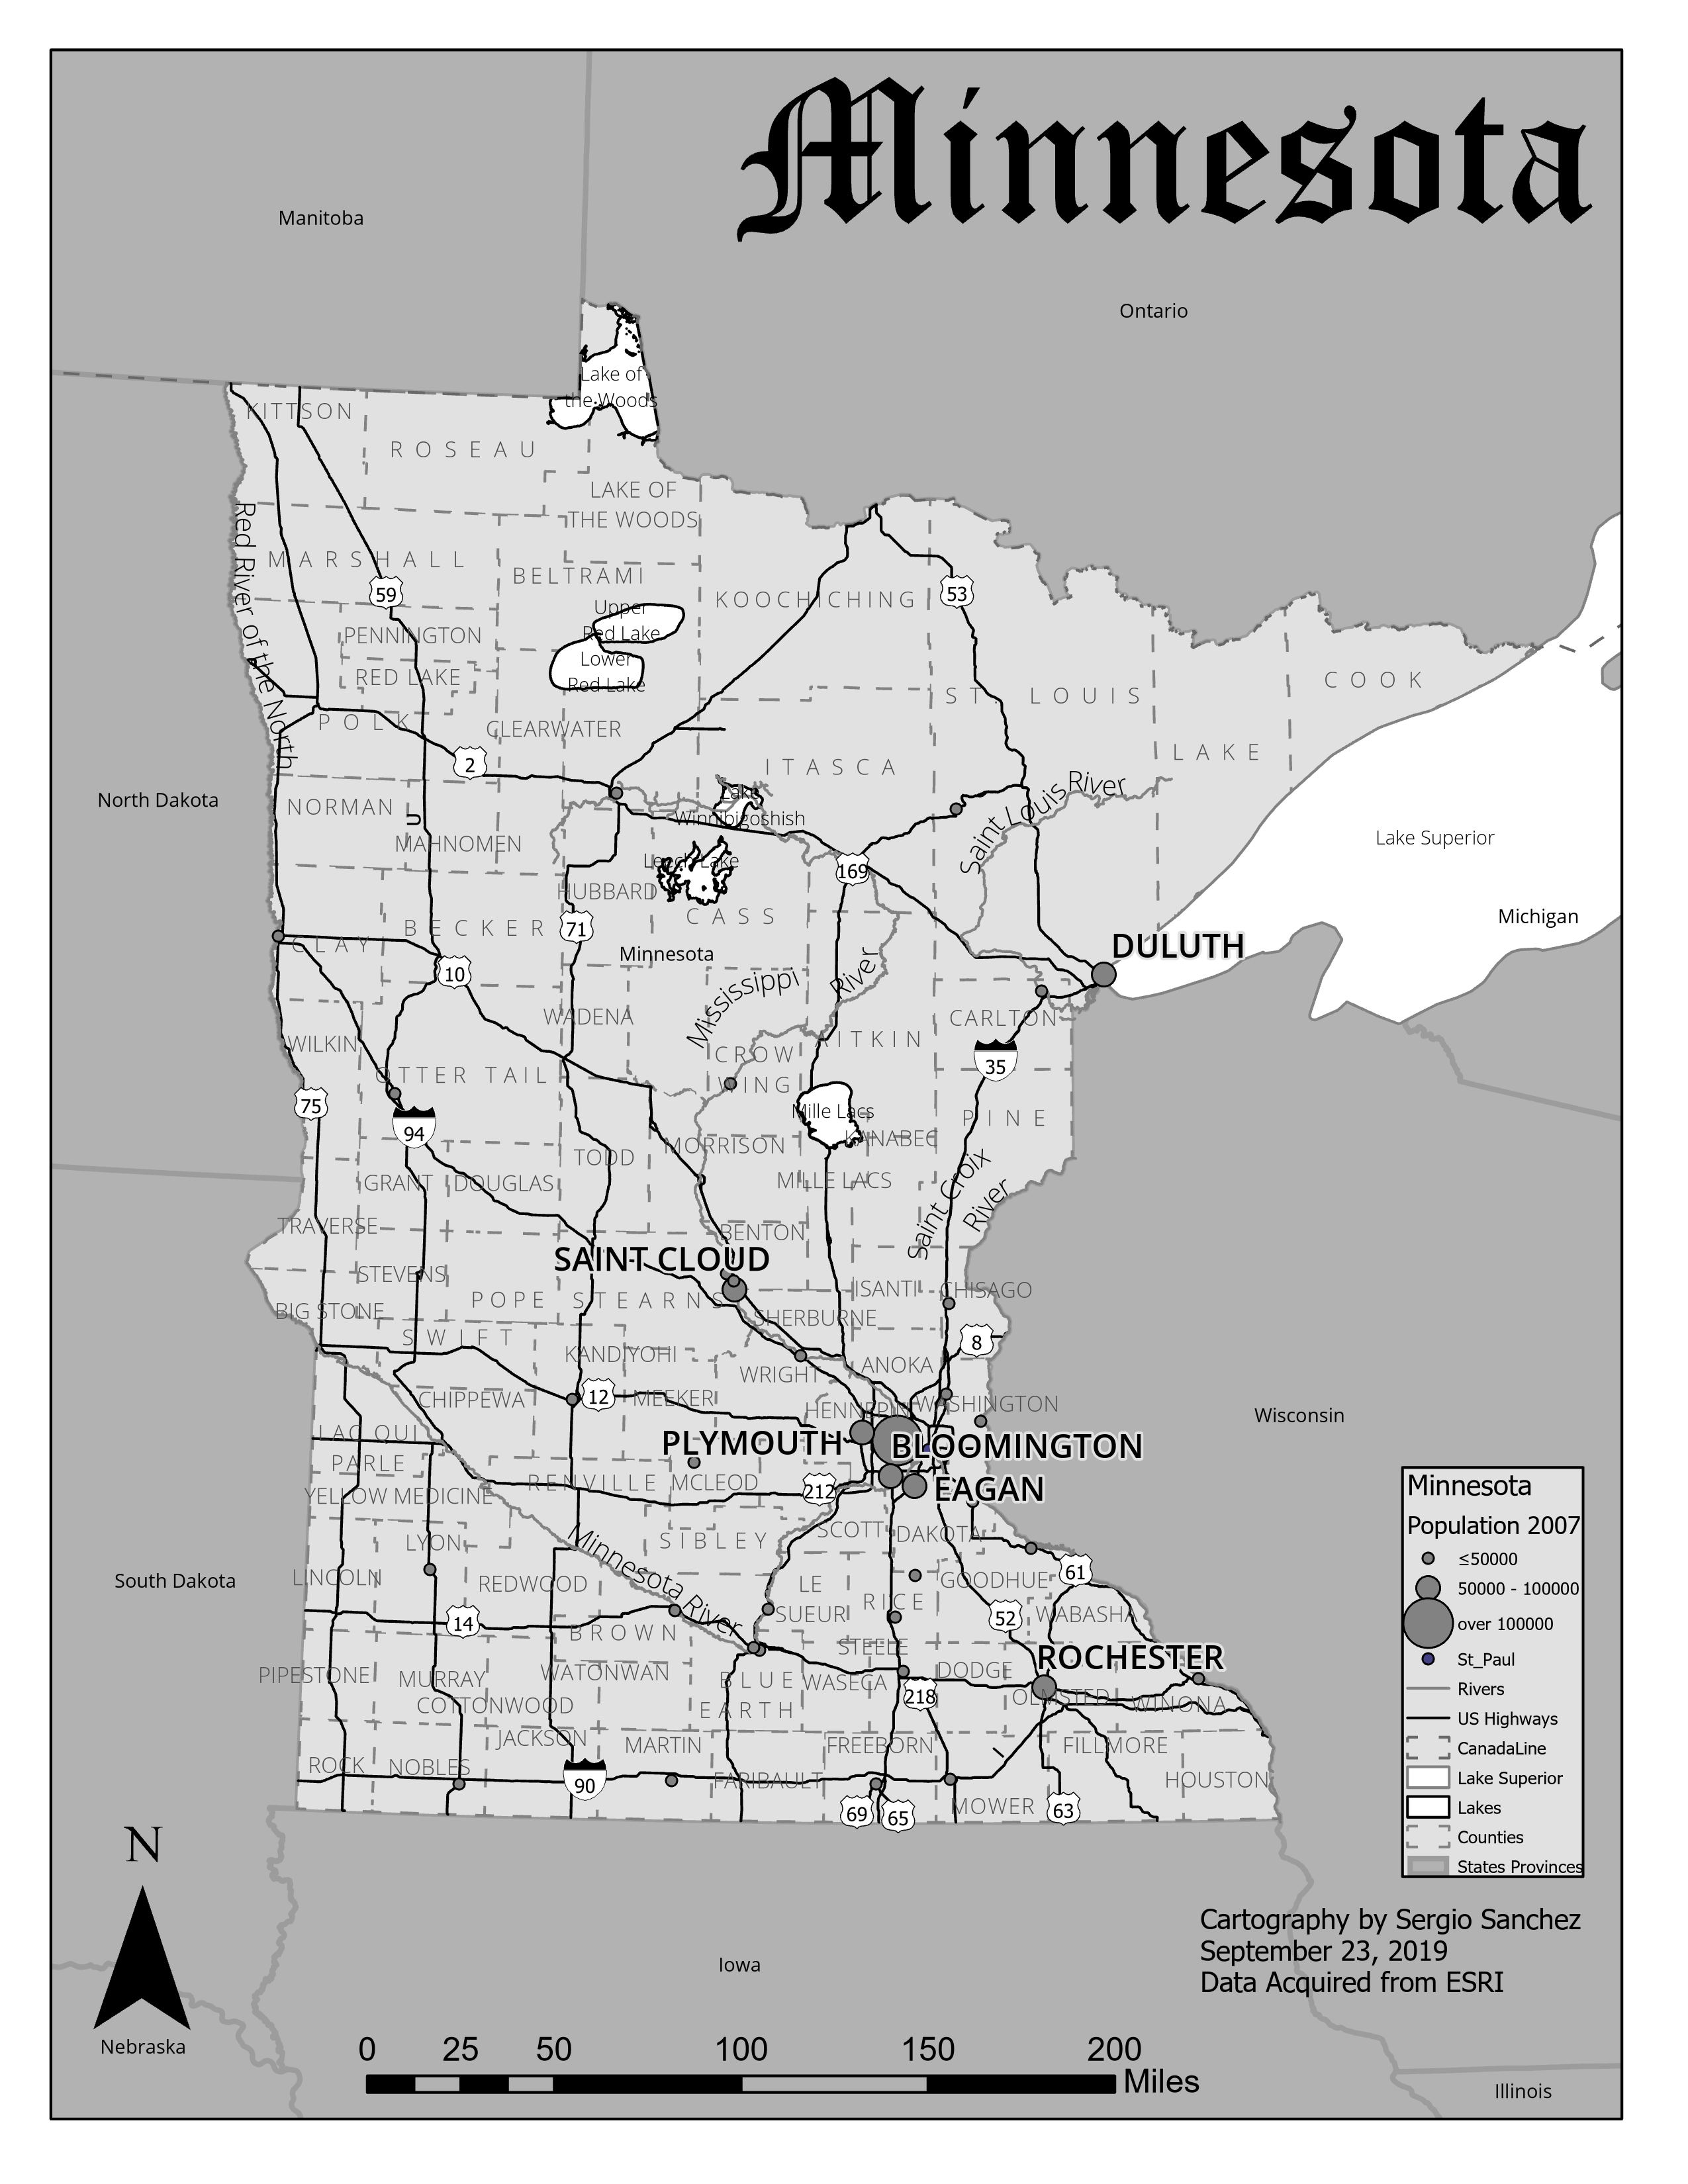 Minnesota
Manitoba
Ontario
Lake of
the Woods
KITTSON
ROSEAU
LAKE OF
THE WOODS
Red River of the North
MARSHALL
BELTRAMI
59
53
KOOCHICHING
Upper
Red Lake
PENNINGTON
Lower
Red Lake
RED LAKE
COOK
ST. LOUIS
POLK
CLEARWATER
LAKE
2
ITASCA
North Dakota
NORMAN
Lake
Winnibigoshish
Saint Louis River
Lake Superior
MAHNOMEN
Leech Lake
169
HUBBARD
CASS
Michigan
BECKER
71
CLAY
Minnesota
DULUTH
10
Mississippi River
WADENA
CARLTON
WILKIN
AITKIN
CROW
WING
35
OTTER TAIL
75
94
Mille Lacs
PINE
KANABEC
MORRISON
TODD
GRANT
DOUGLAS
MILLE LACS
Saint Croix
River
TRAVERSE
BENTON
SAINT CLOUD
STEVENS
ISANTI
CHISAGO
POPE
STEARNS
BIG STONE
SHERBURNE
SWIFT
8
KANDIYOHI
WRIGHT
ANOKA
CHIPPEWA
12
MEEKER
HENNEPIN
WASHINGTON
Wisconsin
LAC QUI
PARLE
PLYMOUTH
BLOOMINGTON
RENVILLE
MCLEOD
212
EAGAN
YELLOW MEDICINE
Minnesota River
SCOTT
DAKOTA
LYON
SIBLEY
South Dakota
LINCOLN
REDWOOD
LE
SUEUR
GOODHUE
61
RICE
14
52
WABASHA
BROWN
STEELE
ROCHESTER
PIPESTONE
MURRAY
WATONWAN
BLUE
EARTH
WASECA
DODGE
COTTONWOOD
218
OLMSTED
WINONA
JACKSON
MARTIN
FREEBORN
FILLMORE
ROCK
NOBLES
90
FARIBAULT
HOUSTON
69
65
MOWER
63
Minnesota
Population 2007
≤50000
50000 - 100000
over 100000
St_Paul
Rivers
US Highways
CanadaLine
Lake Superior
Lakes
Counties
States Provinces
N
Nebraska
Iowa
Illinois
Cartography by Sergio Sanchez
September 23, 2019
Data Acquired from ESRI
0 25 50 100 150 200
Miles